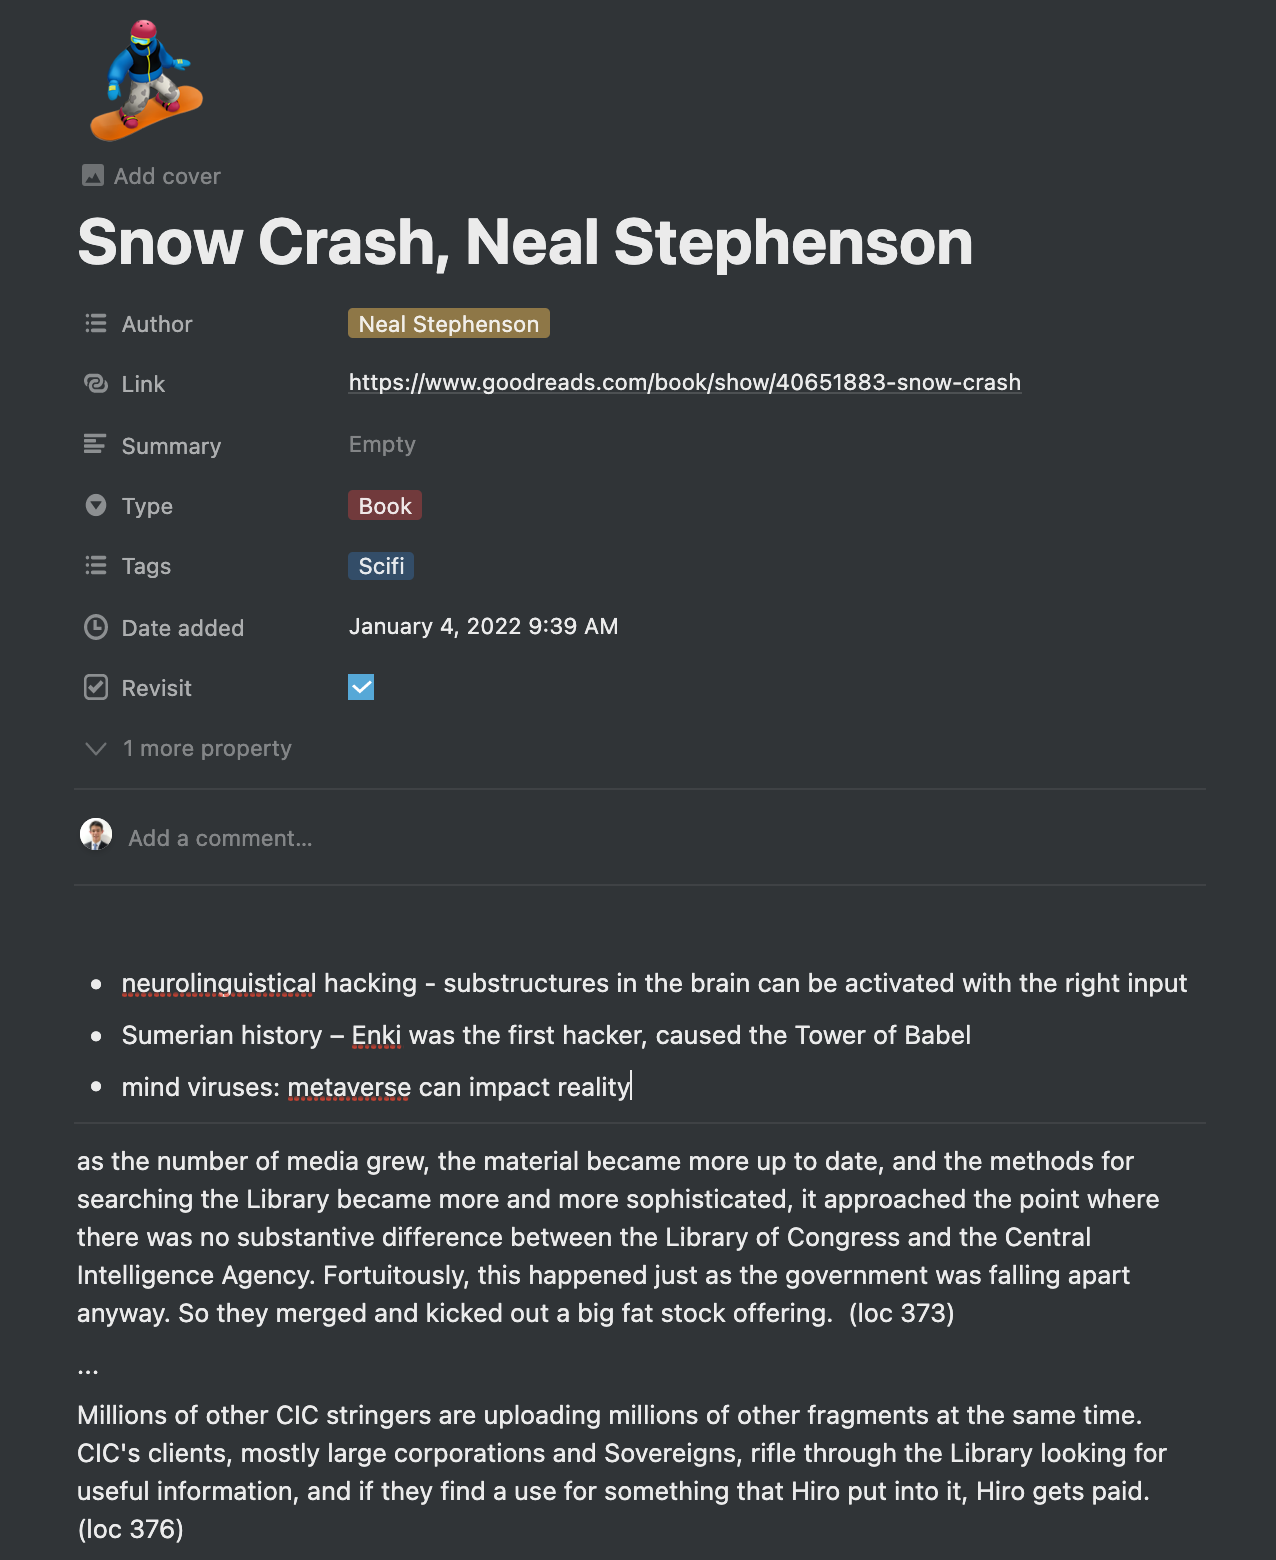 Add cover
Snow Crash, Neal Stephenson
Author Neal Stephenson
Link https://www.goodreads.com/book/show/40651883-snow-crash
Summary Empty
Type Book
Tags Scifi
Date added January 4, 2022 9:39 AM
Revisit
1 more property
Add a comment...
• neurolinguistical hacking - substructures in the brain can be activated with the right input
• Sumerian history – Enki was the first hacker, caused the Tower of Babel
• mind viruses: metaverse can impact reality
as the number of media grew, the material became more up to date, and the methods for
searching the Library became more and more sophisticated, it approached the point where
there was no substantive difference between the Library of Congress and the Central
Intelligence Agency. Fortuitously, this happened just as the government was falling apart
anyway. So they merged and kicked out a big fat stock offering.  (loc 373)
...
Millions of other CIC stringers are uploading millions of other fragments at the same time.
CIC's clients, mostly large corporations and Sovereigns, rifle through the Library looking for
useful information, and if they find a use for something that Hiro put into it, Hiro gets paid.
(loc 376)